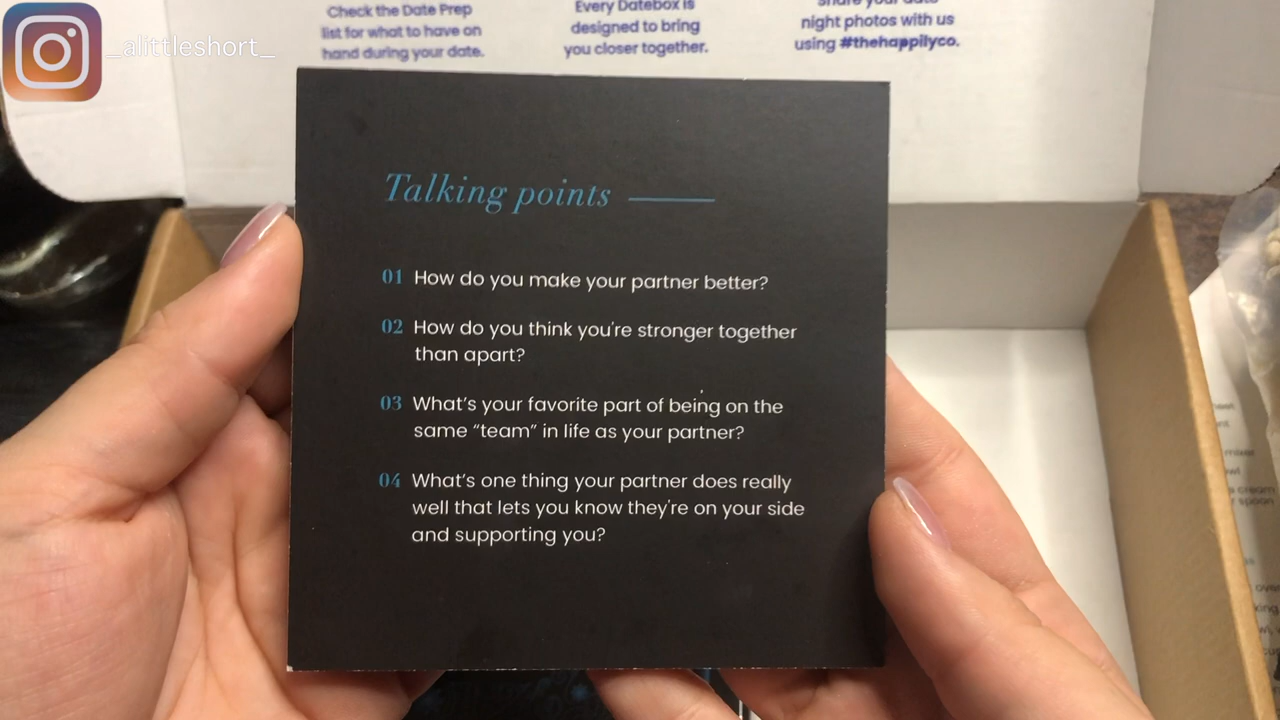 _alittleshort_
Check the Date Prep
list for what to have on
hand during your date.
Every Datebox is
designed to bring
you closer together.
night photos with us
using #thehappilyco.
Talking points
01 How do you make your partner better?
02 How do you think you're stronger together
than apart?
03 What's your favorite part of being on the
same "team" in life as your partner?
04 What's one thing your partner does really
well that lets you know they're on your side
and supporting you?